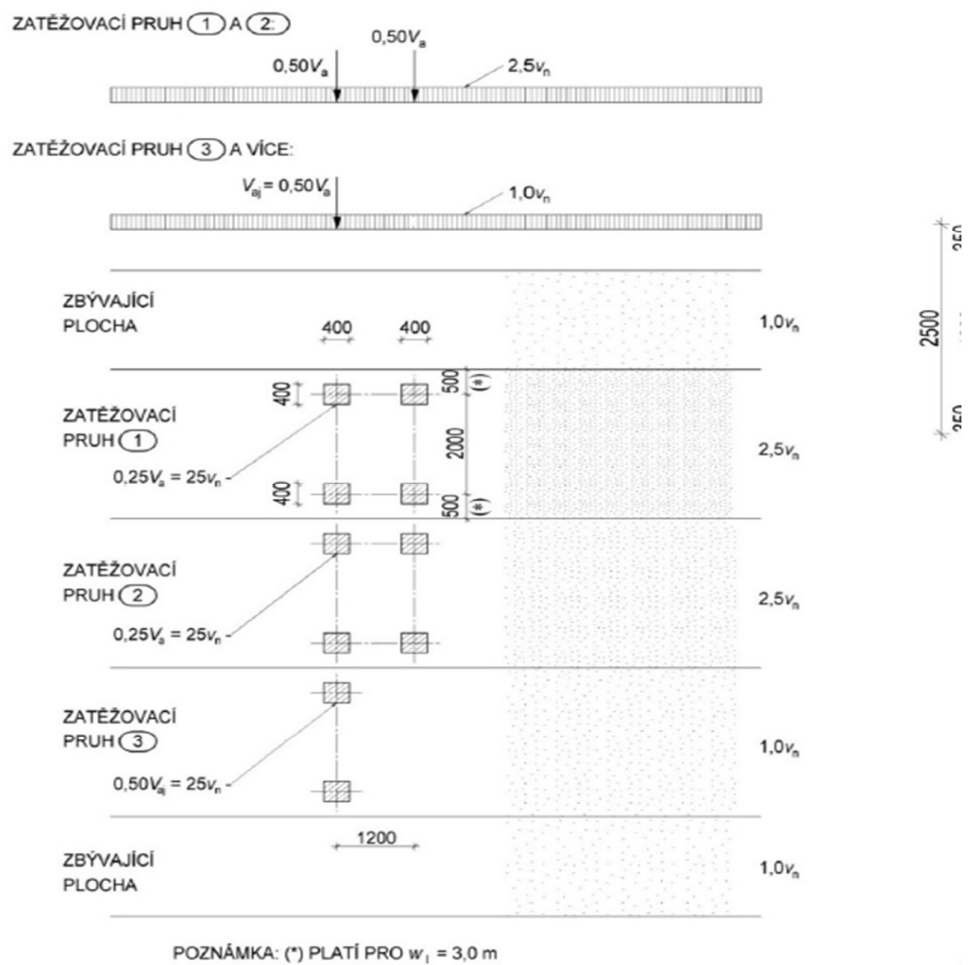 ZATĚŽOVACÍ PRUH 1 A 2:
0,50Vₐ
0,50Vₐ
2,5vₙ
ZATĚŽOVACÍ PRUH 3 A VÍCE:
Vₐⱼ = 0,50Vₐ
1,0vₙ
ZBÝVAJÍCÍ
PLOCHA
400
400
1,0vₙ
2500
350
350
ZATĚŽOVACÍ
PRUH 1
0,25Vₐ = 25vₙ
400
400
500
(*)
2000
500
(*)
2,5vₙ
ZATĚŽOVACÍ
PRUH 2
0,25Vₐ = 25vₙ
2,5vₙ
ZATĚŽOVACÍ
PRUH 3
0,50Vₐⱼ = 25vₙ
1,0vₙ
1200
ZBÝVAJÍCÍ
PLOCHA
1,0vₙ
POZNÁMKA: (*) PLATÍ PRO w₁ = 3,0 m